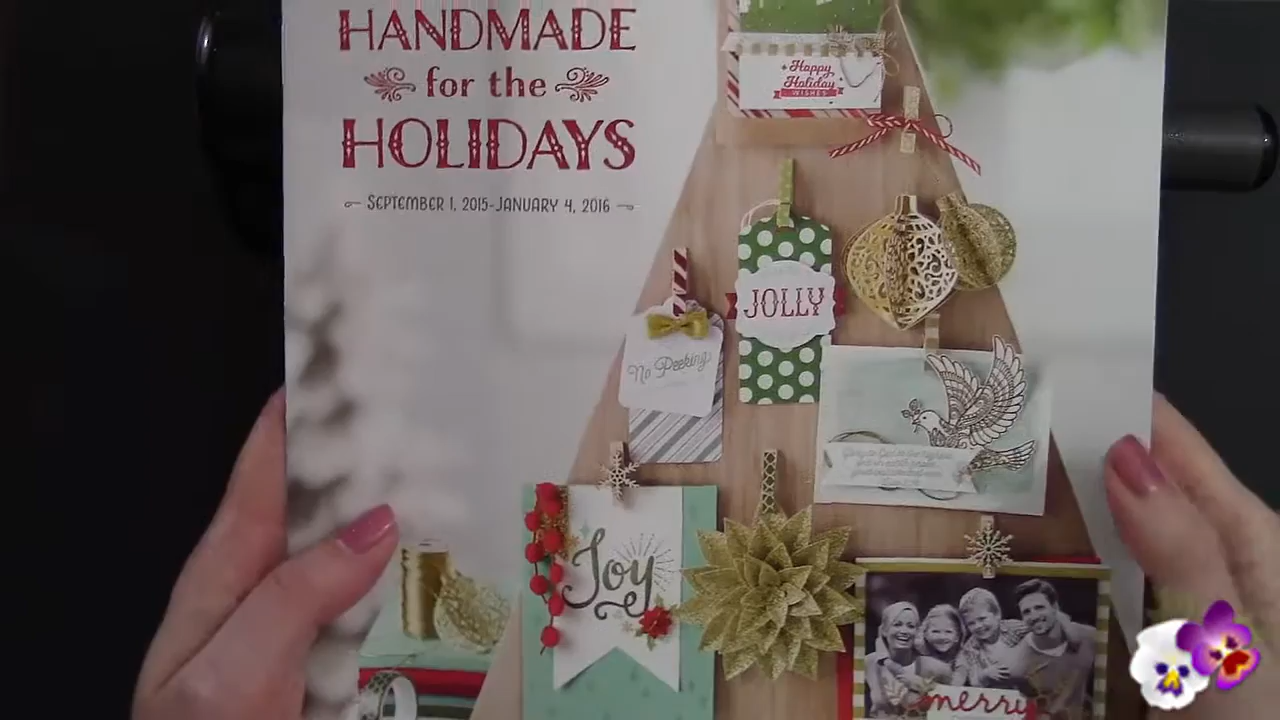 HANDMADE
for the
HOLIDAYS
SEPTEMBER 1, 2015-JANUARY 4, 2016
Happy
Holiday
WISHES
JOLLY
No Peeking
Joy
merry